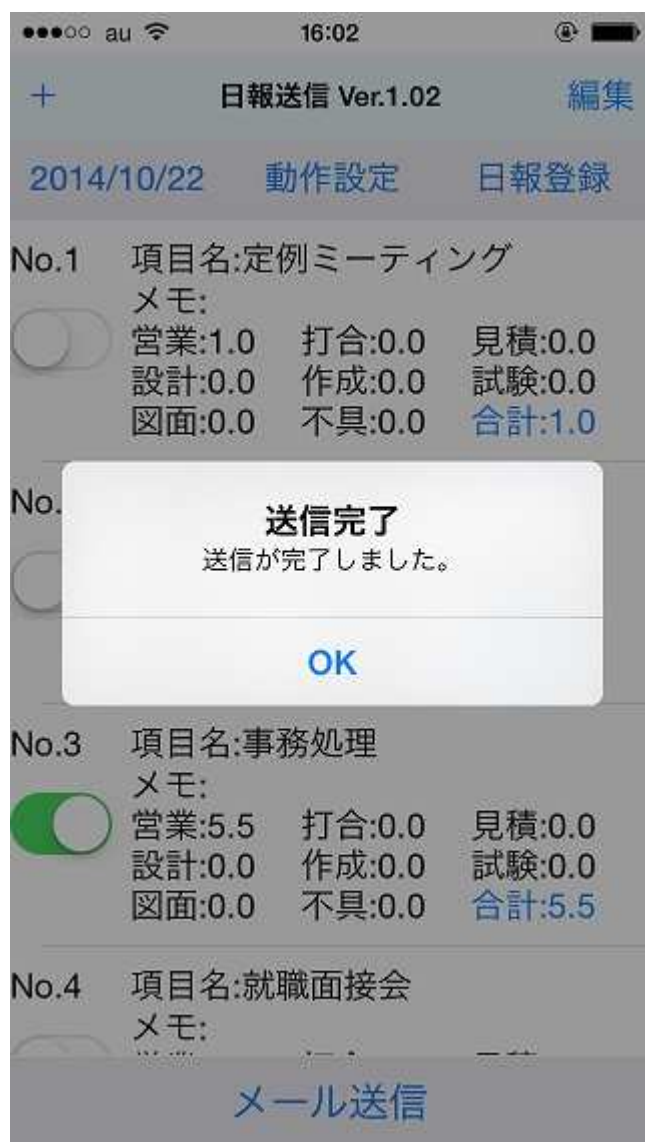 au 16:02
+ 日報送信 Ver.1.02 編集
2014/10/22 動作設定 日報登録
No.1 項目名:定例ミーティング
メモ:
営業:1.0 打合:0.0 見積:0.0
設計:0.0 作成:0.0 試験:0.0
図面:0.0 不具:0.0 合計:1.0
No.
送信完了
送信が完了しました。
OK
No.3 項目名:事務処理
メモ:
営業:5.5 打合:0.0 見積:0.0
設計:0.0 作成:0.0 試験:0.0
図面:0.0 不具:0.0 合計:5.5
No.4 項目名:就職面接会
メモ:
メール送信